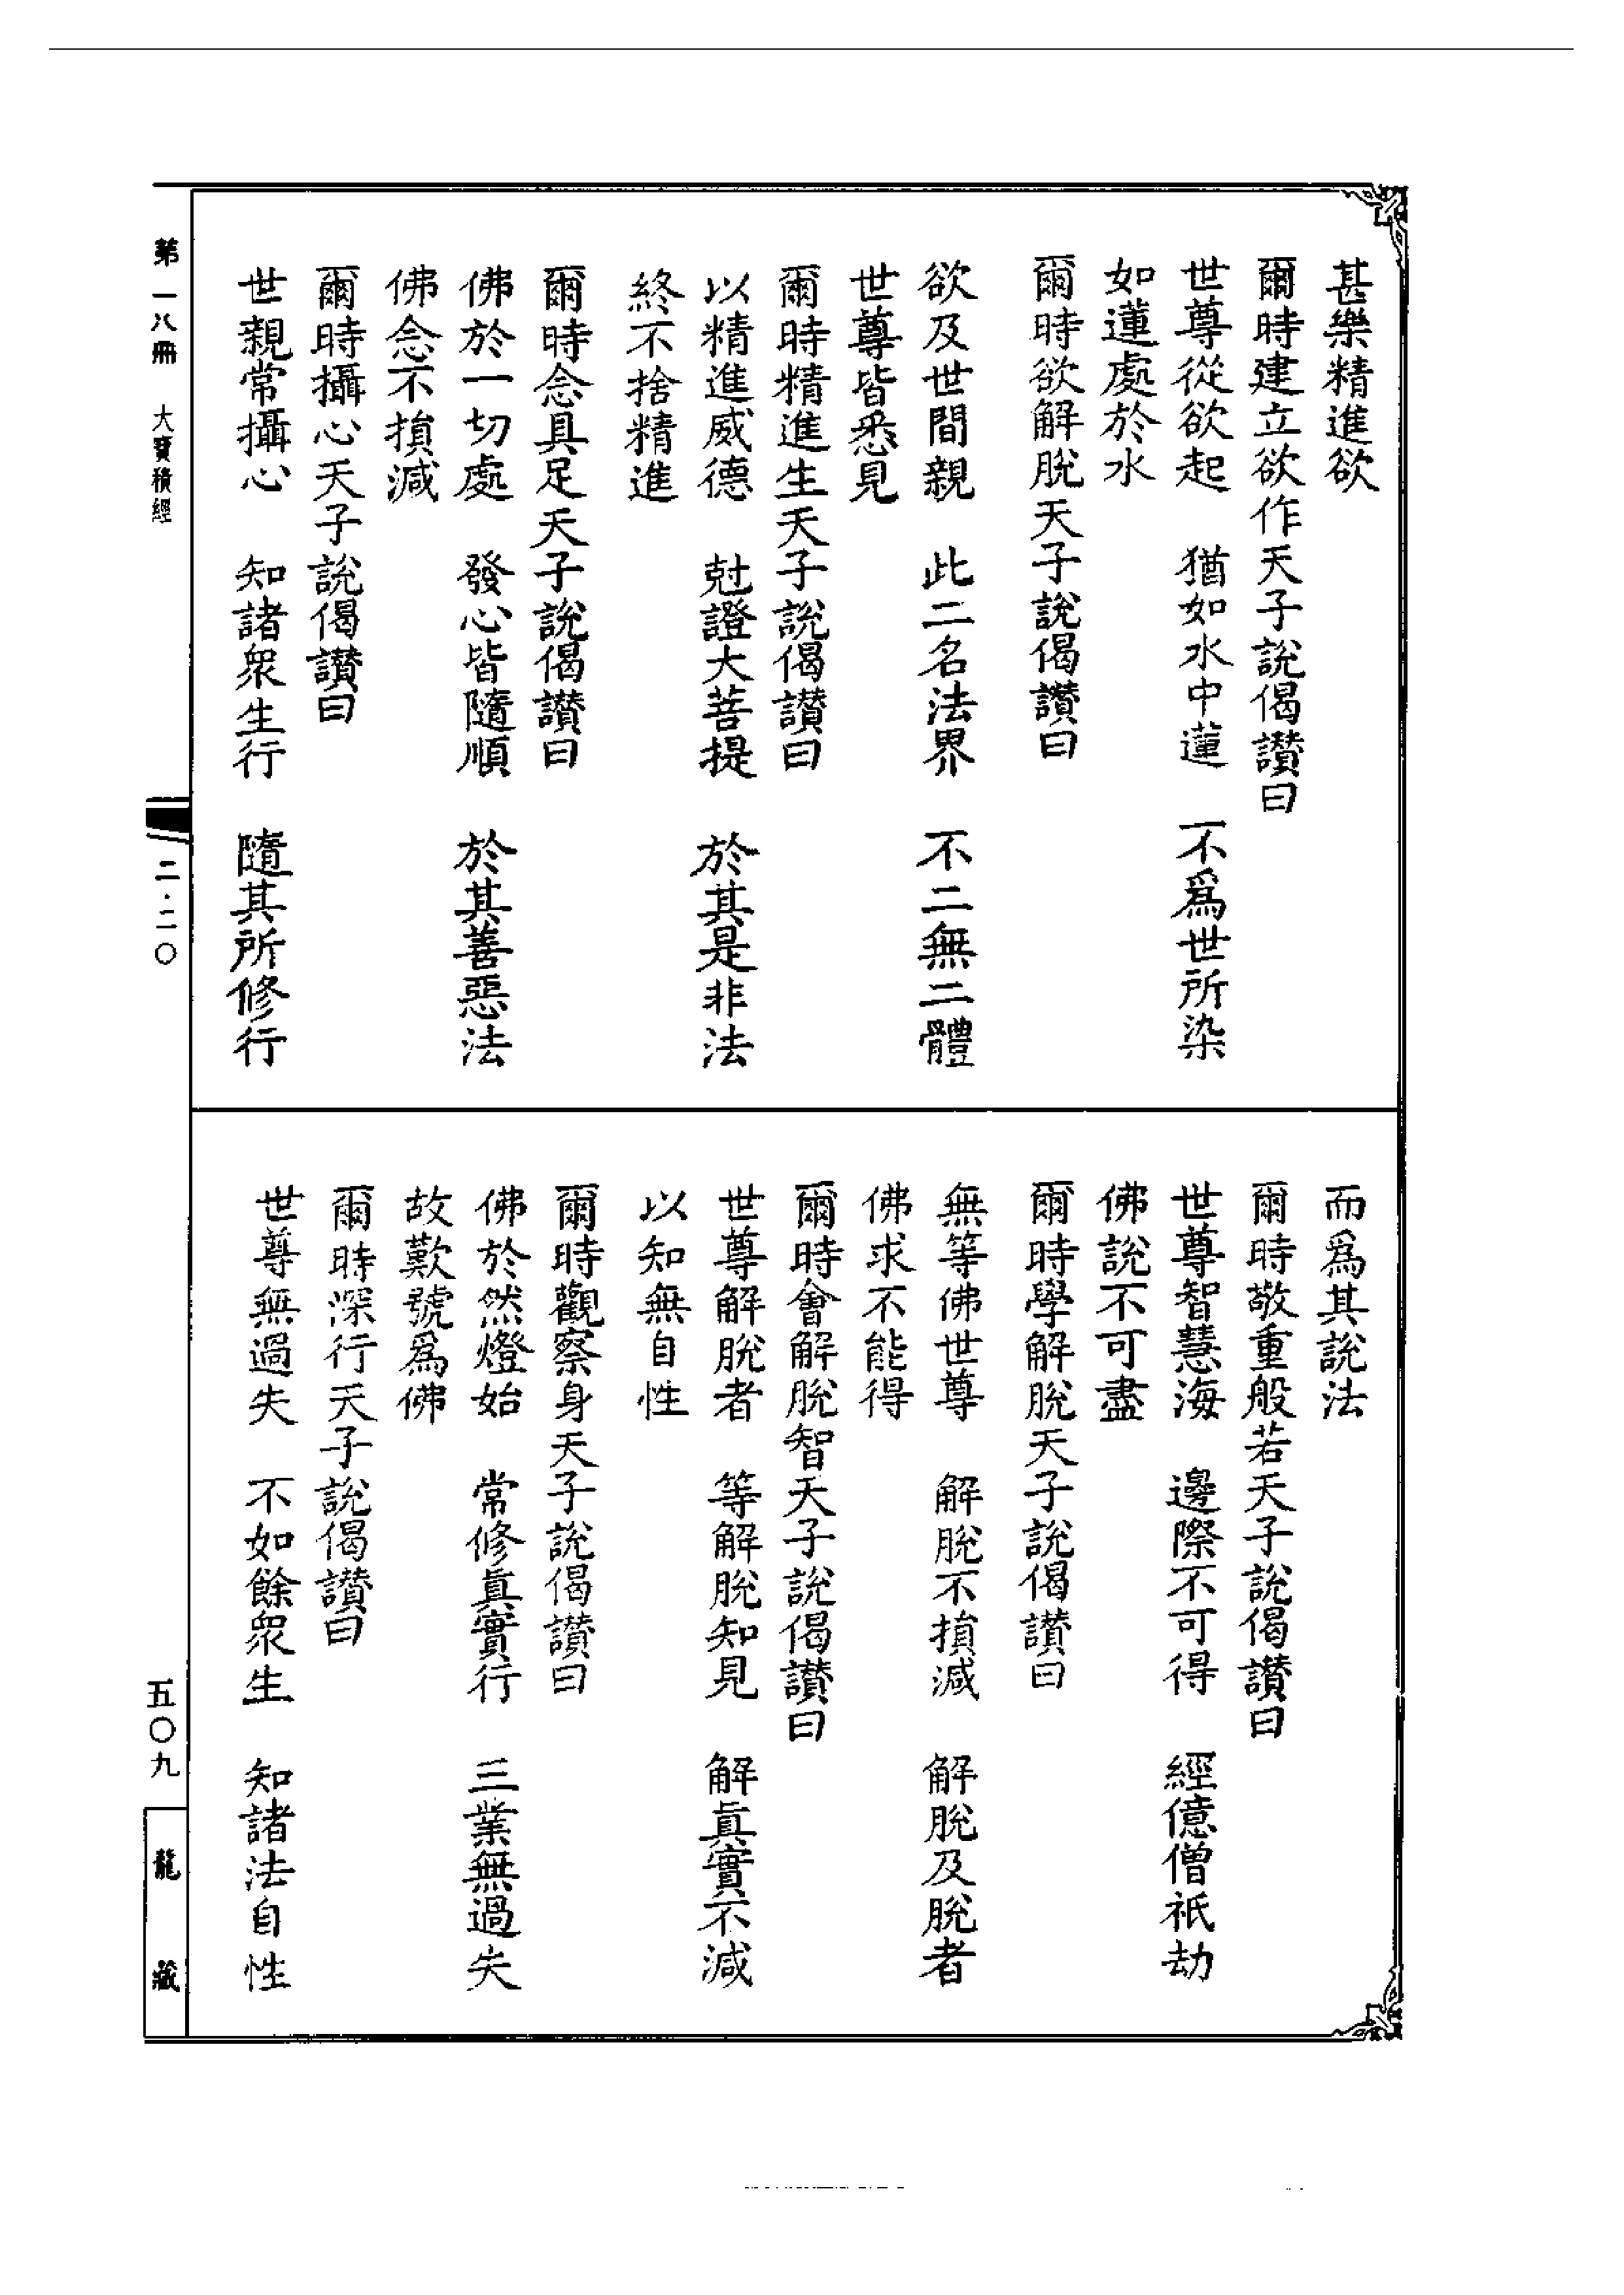 甚樂精進欲
爾時建立欲作天子說偈讚曰
世尊從欲起　猶如水中蓮　不爲世所染
如蓮處於水
爾時欲解脫天子說偈讚曰
欲及世間親　此二名法界　不二無二體
世尊皆悉見
爾時精進生天子說偈讚曰
以精進威德　尅證大菩提　於其是非法
終不捨精進
爾時念具足天子說偈讚曰
佛於一切處　發心皆隨順　於其善惡法
佛念不損減
爾時攝心天子說偈讚曰
世親常攝心　知諸衆生行　隨其所修行
而爲其說法
爾時敬重般若天子說偈讚曰
世尊智慧海　邊際不可得　經億僧祇劫
佛說不可盡
爾時學解脫天子說偈讚曰
無等佛世尊　解脫不損減　解脫及脫者
佛求不能得
爾時會解脫智天子說偈讚曰
世尊解脫者　等解脫知見　解眞實不減
以知無自性
爾時觀察身天子說偈讚曰
佛於然燈始　常修眞實行　三業無過失
故歎號爲佛
爾時深行天子說偈讚曰
世尊無過失　不如餘衆生　知諸法自性
第一八冊　大寶積經
二·二〇
五〇九
龍藏